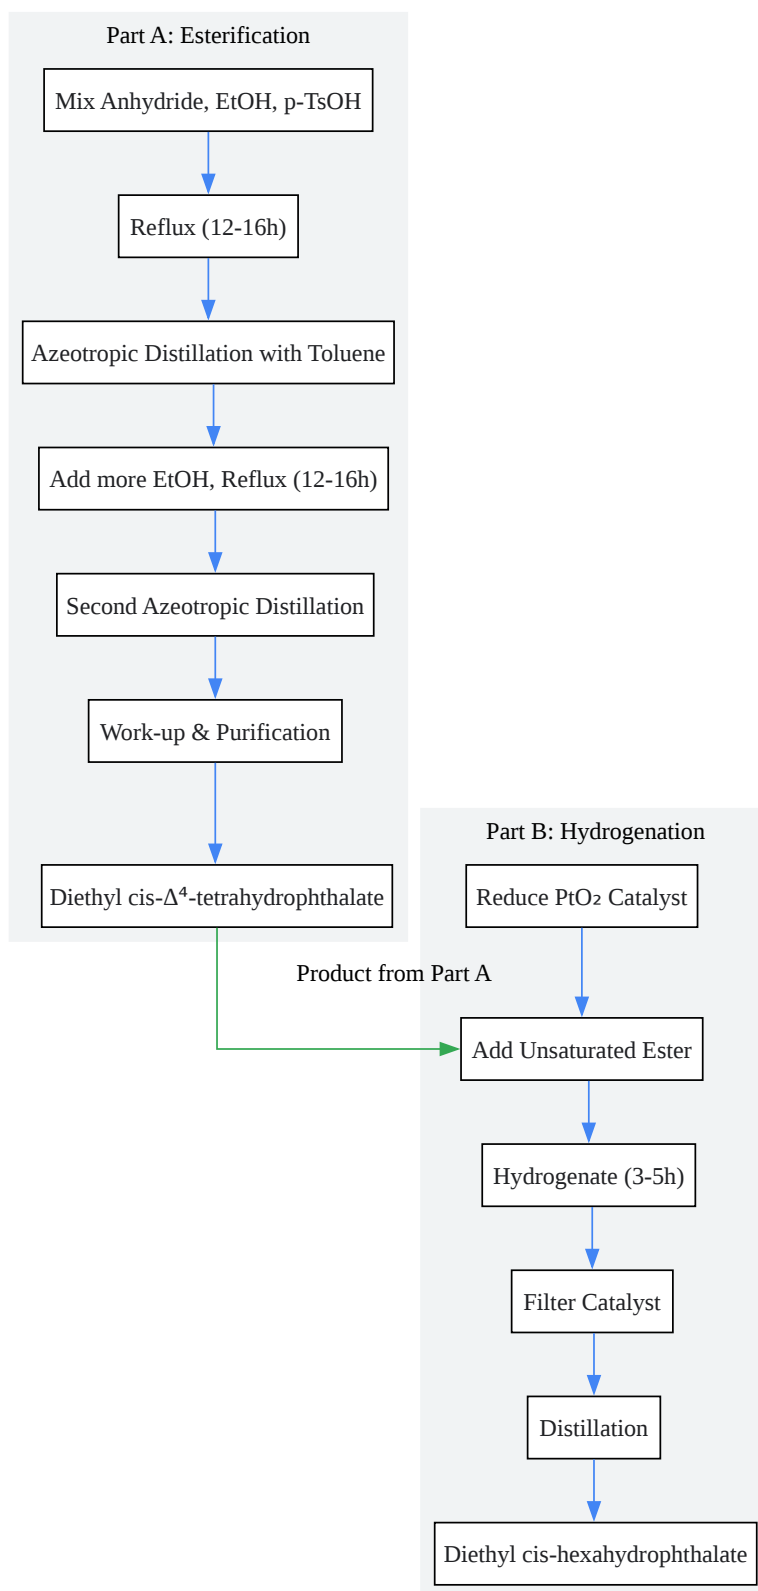 Part A: Esterification
Mix Anhydride, EtOH, p-TsOH
Reflux (12-16h)
Azeotropic Distillation with Toluene
Add more EtOH, Reflux (12-16h)
Second Azeotropic Distillation
Work-up & Purification
Diethyl cis-Δ⁴-tetrahydrophthalate
Product from Part A
Part B: Hydrogenation
Reduce PtO₂ Catalyst
Add Unsaturated Ester
Hydrogenate (3-5h)
Filter Catalyst
Distillation
Diethyl cis-hexahydrophthalate